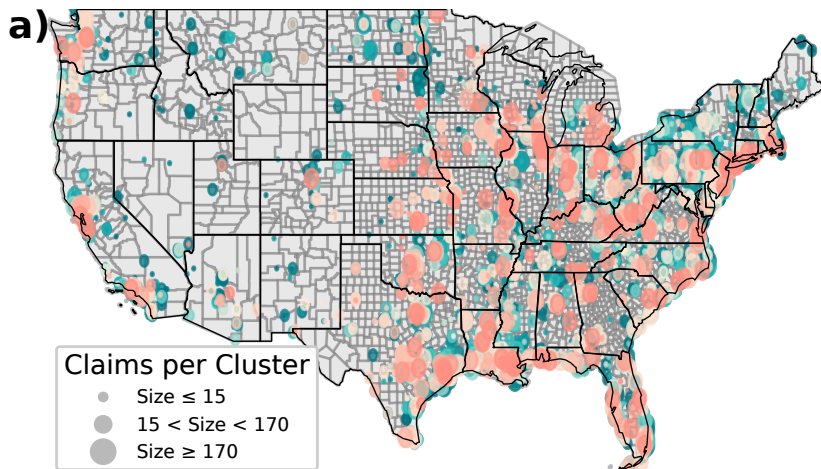 a)
Claims per Cluster
Size ≤ 15
15 < Size < 170
Size ≥ 170